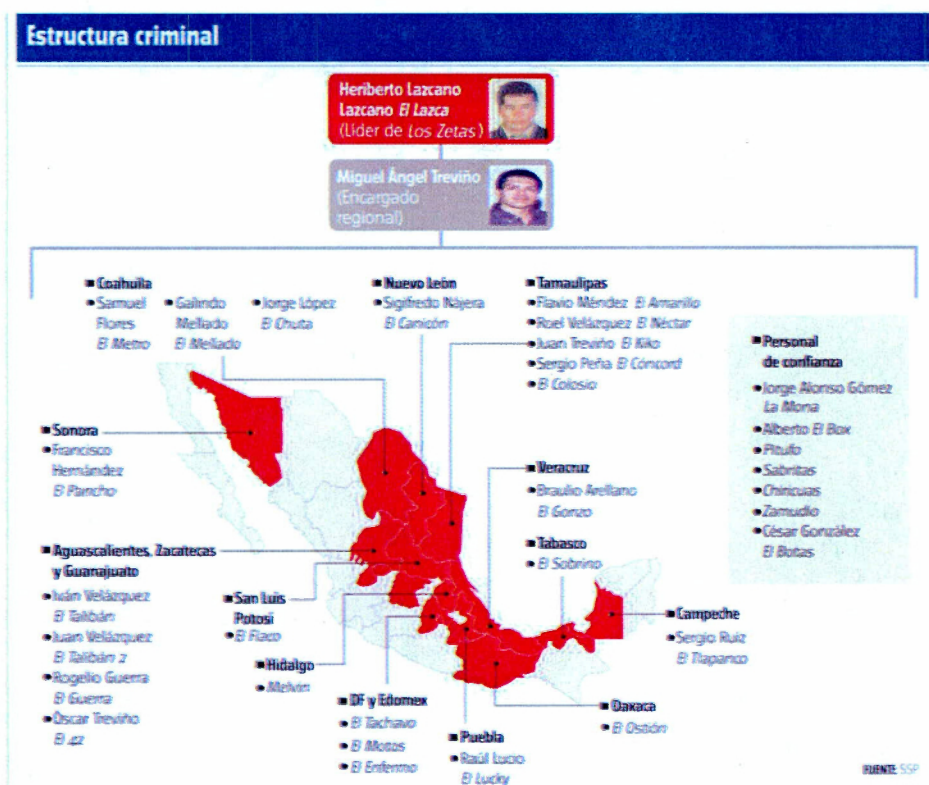 Estructura criminal
Heriberto Lazcano
Lazcano El Lazca
(Líder de Los Zetas)
Miguel Ángel Treviño
(Encargado
regional)
Coahuila
Samuel
Flores
El Metro
Galindo
Mellado
El Mellado
Jorge López
El Chuta
Nuevo León
Sigifredo Nájera
El Canicón
Tamaulipas
Flavio Méndez El Amarillo
Roel Velázquez El Néctar
Juan Treviño El Kiko
Sergio Peña El Cóncord
El Colosio
Personal
de confianza
Jorge Alonso Gómez
La Mona
Alberto El Box
Pitufo
Sabritas
Chiricuas
Zamudio
César González
El Botas
Sonora
Francisco
Hernández
El Pancho
Veracruz
Braulio Arellano
El Gonzo
Tabasco
El Sobrino
Aguascalientes, Zacatecas
y Guanajuato
Iván Velázquez
El Talibán
Juan Velázquez
El Talibán 2
Rogelio Guerra
El Guerra
Óscar Treviño
El 42
San Luis
Potosí
El Flaco
Hidalgo
Melvin
DF y Edomex
El Tachavo
El Motos
El Enfermo
Puebla
Raúl Lucio
El Lucky
Oaxaca
El Ostión
Campeche
Sergio Ruiz
El Tlapanco
FUENTE: SSP